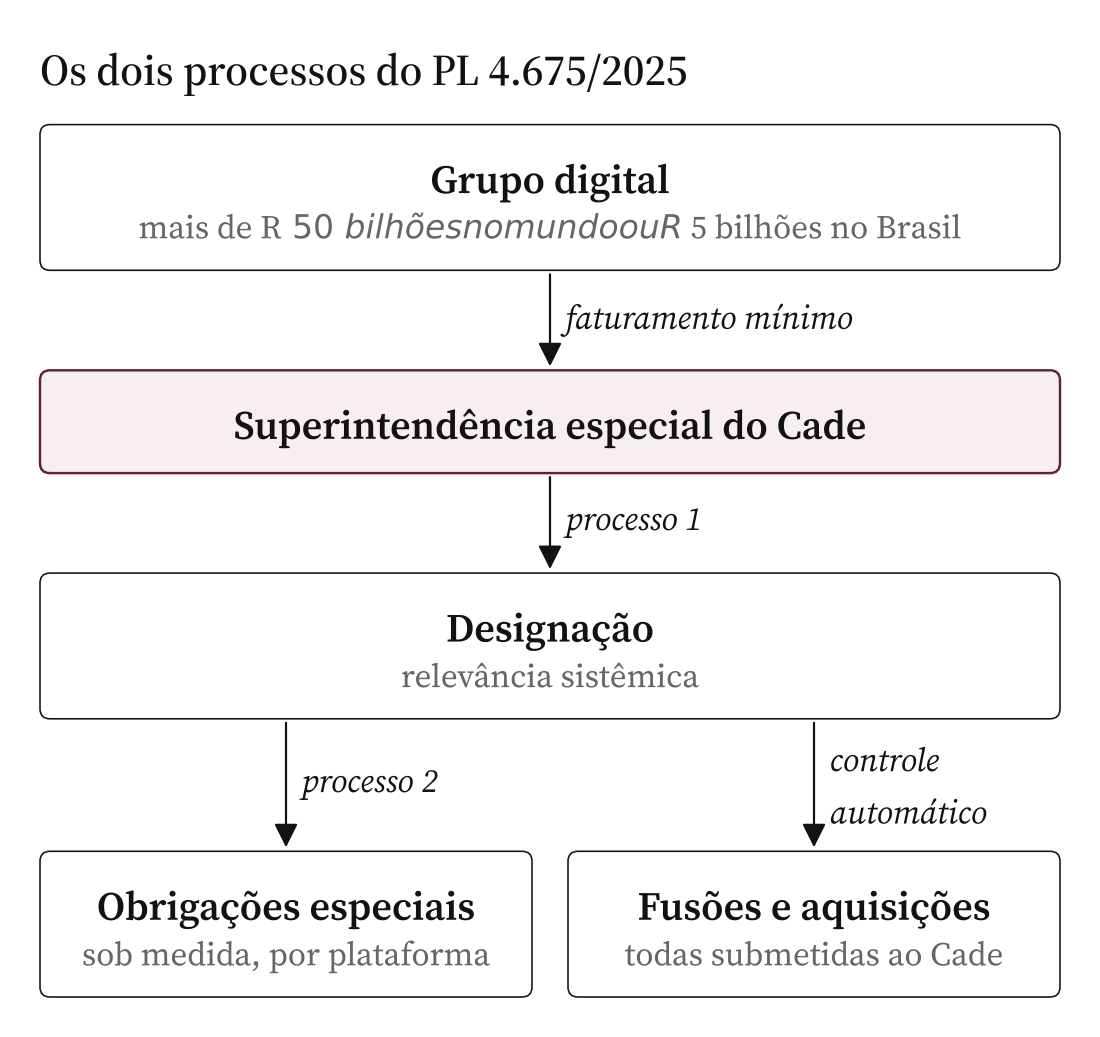 Os dois processos do PL 4.675/2025
Grupo digital
mais de R 50 bilhõesnomundoouR 5 bilhões no Brasil
faturamento mínimo
Superintendência especial do Cade
processo 1
Designação
relevância sistêmica
processo 2
controle
automático
Obrigações especiais
sob medida, por plataforma
Fusões e aquisições
todas submetidas ao Cade